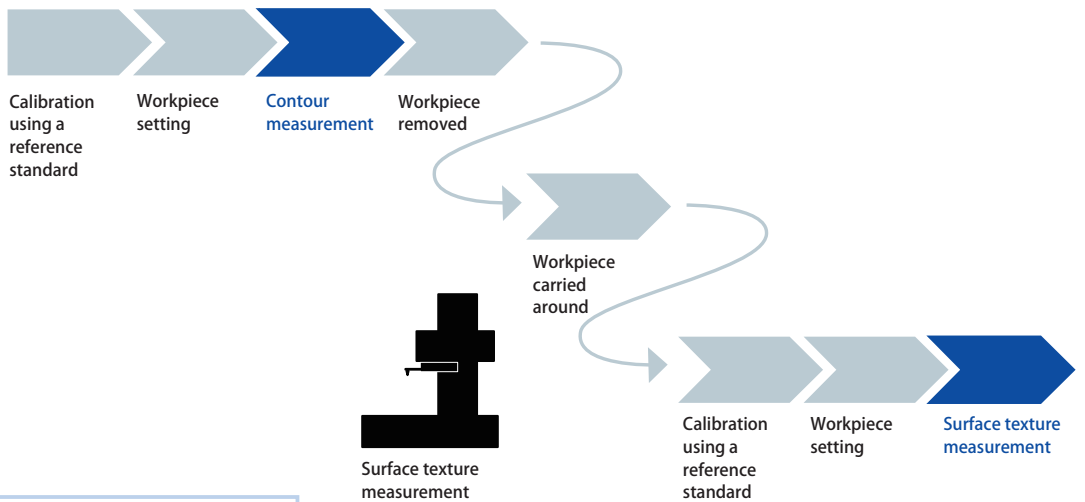 Calibration
using a
reference
standard
Workpiece
setting
Contour
measurement
Workpiece
removed
Workpiece
carried
around
Surface texture
measurement
Calibration
using a
reference
standard
Workpiece
setting
Surface texture
measurement